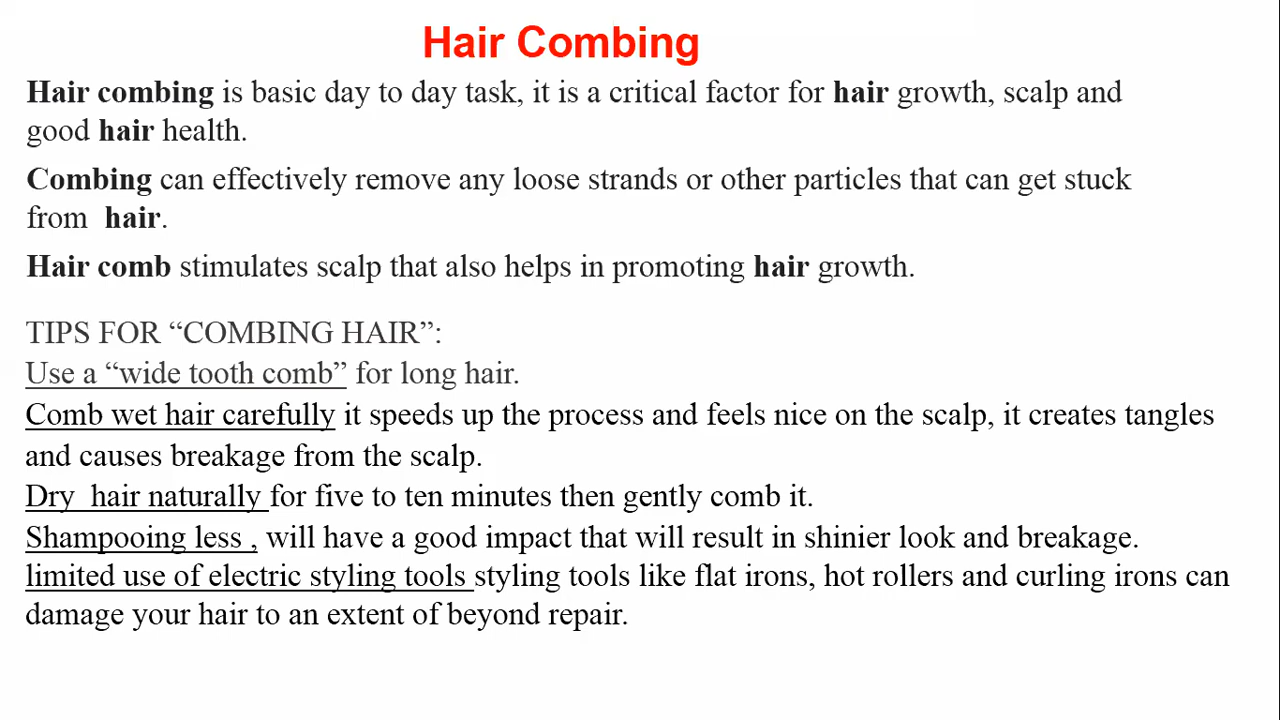 Hair Combing
Hair combing is basic day to day task, it is a critical factor for hair growth, scalp and
good hair health.
Combing can effectively remove any loose strands or other particles that can get stuck
from  hair.
Hair comb stimulates scalp that also helps in promoting hair growth.
TIPS FOR “COMBING HAIR”:
Use a “wide tooth comb” for long hair.
Comb wet hair carefully it speeds up the process and feels nice on the scalp, it creates tangles
and causes breakage from the scalp.
Dry  hair naturally for five to ten minutes then gently comb it.
Shampooing less , will have a good impact that will result in shinier look and breakage.
limited use of electric styling tools styling tools like flat irons, hot rollers and curling irons can
damage your hair to an extent of beyond repair.